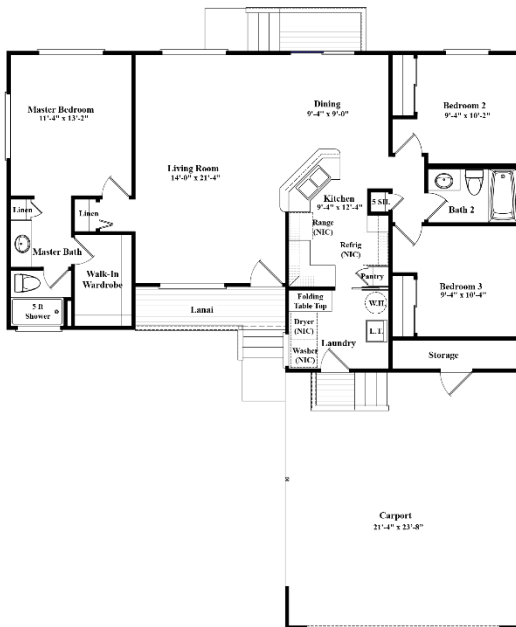 Master Bedroom
11'-4" x 13'-2"
Living Room
14'-0" x 21'-4"
Dining
9'-4" x 9'-0"
Bedroom 2
9'-4" x 10'-2"
Kitchen
9'-4" x 12'-4"
Range
(NIC)
Refrig
(NIC)
Pantry
5 SH.
Bath 2
Bedroom 3
9'-4" x 10'-4"
Linen
Linen
Master Bath
Walk-In
Wardrobe
5 ft
Shower
Lanai
Folding
Table Top
Dryer
(NIC)
Washer
(NIC)
W.H.
L.T.
Laundry
Storage
Carport
21'-4" x 23'-8"